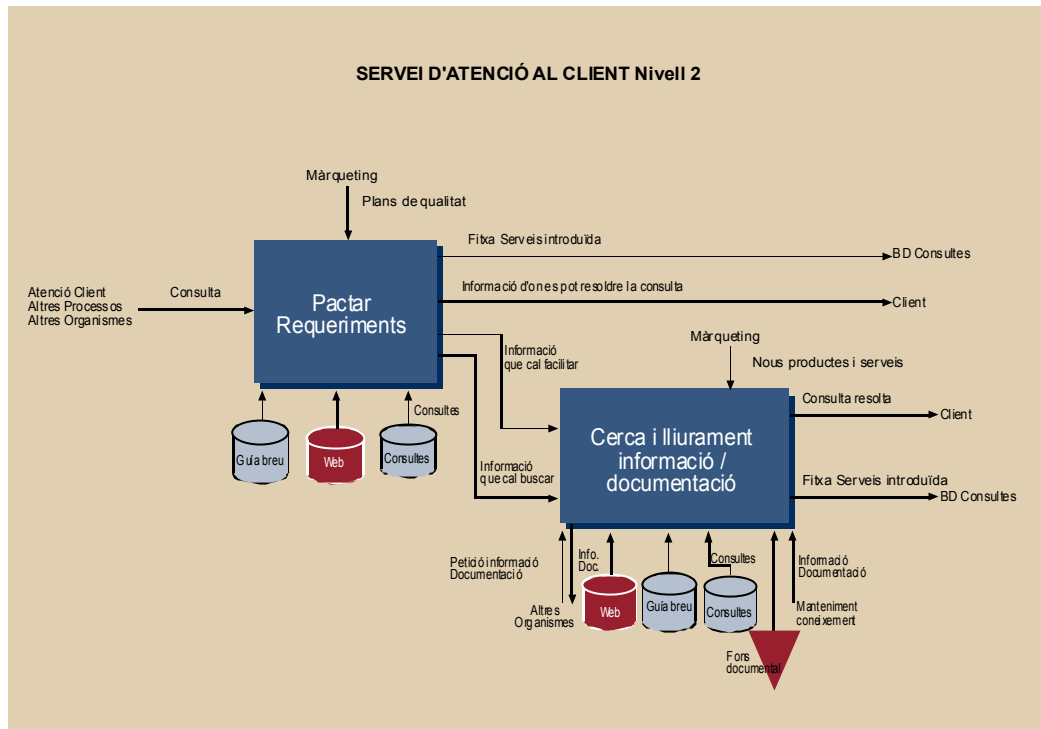 SERVEI D'ATENCIÓ AL CLIENT Nivell 2
Màrqueting
Plans de qualitat
Fitxa Serveis introduïda
BD Consultes
Atenció Client
Altres Processos
Altres Organismes
Consulta
Informació d'on es pot resoldre la consulta
Client
Pactar
Requeriments
Informació
que cal facilitar
Màrqueting
Nous productes i serveis
Consultes
Guía breu
Web
Consultes
Informació
que cal buscar
Cerca i lliurament
informació /
documentació
Consulta resolta
Client
Fitxa Serveis introduïda
BD Consultes
Petició informació
Documentació
Info.
Doc.
Consultes
Informació
Documentació
Altres
Organismes
Web
Guía breu
Consultes
Manteniment
coneixement
Fons
documental